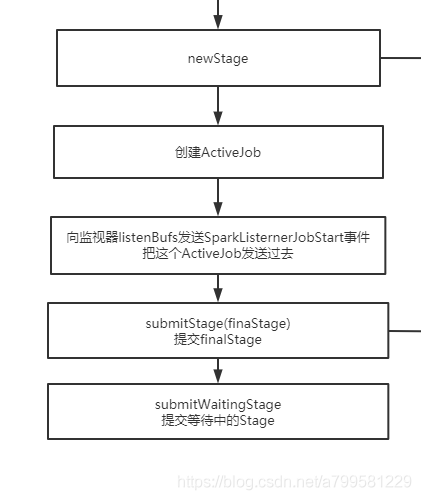 newStage
创建ActiveJob
向监视器listenBufs发送SparkListernerJobStart事件
把这个ActiveJob发送过去
submitStage(finaStage)
提交finalStage
submitWaitingStage
提交等待中的Stage
https://blog.csdn.net/a799581229